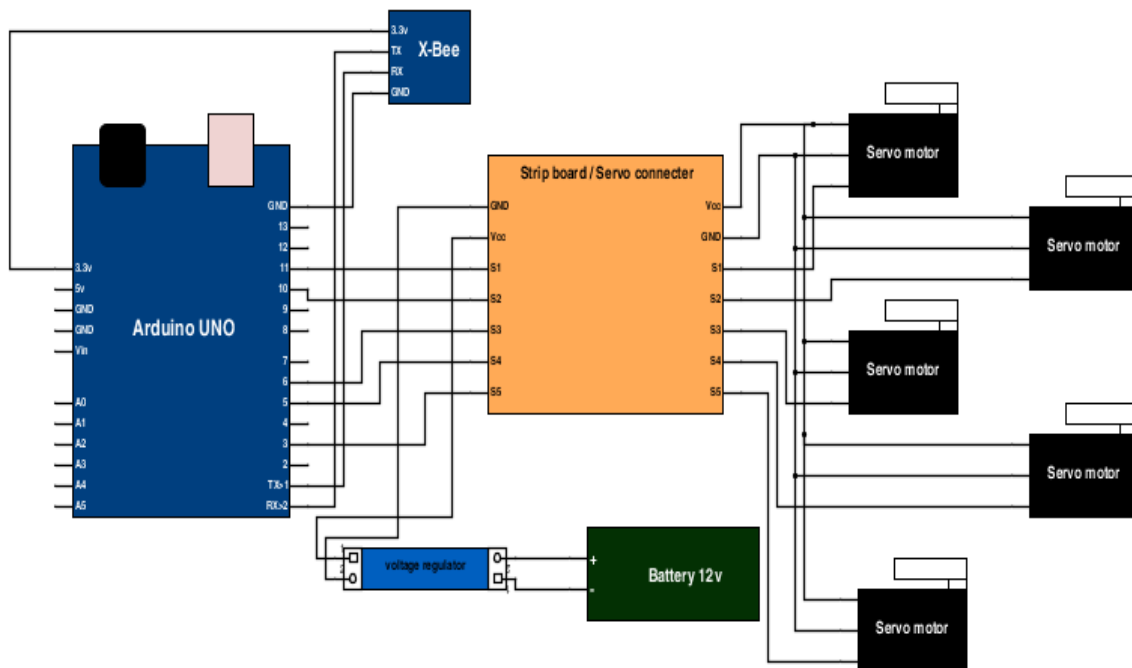 3.3v
TX
RX
GND
X-Bee
GND
13
12
11
10
9
8
7
6
5
4
3
2
TX>1
RX>2
3.3v
5v
GND
GND
Vin
A0
A1
A2
A3
A4
A5
Arduino UNO
Strip board / Servo connecter
GND
Vcc
S1
S2
S3
S4
S5
Vcc
GND
S1
S2
S3
S4
S5
Servo motor
Servo motor
Servo motor
Servo motor
Servo motor
voltage regulator
+
-
Battery 12v